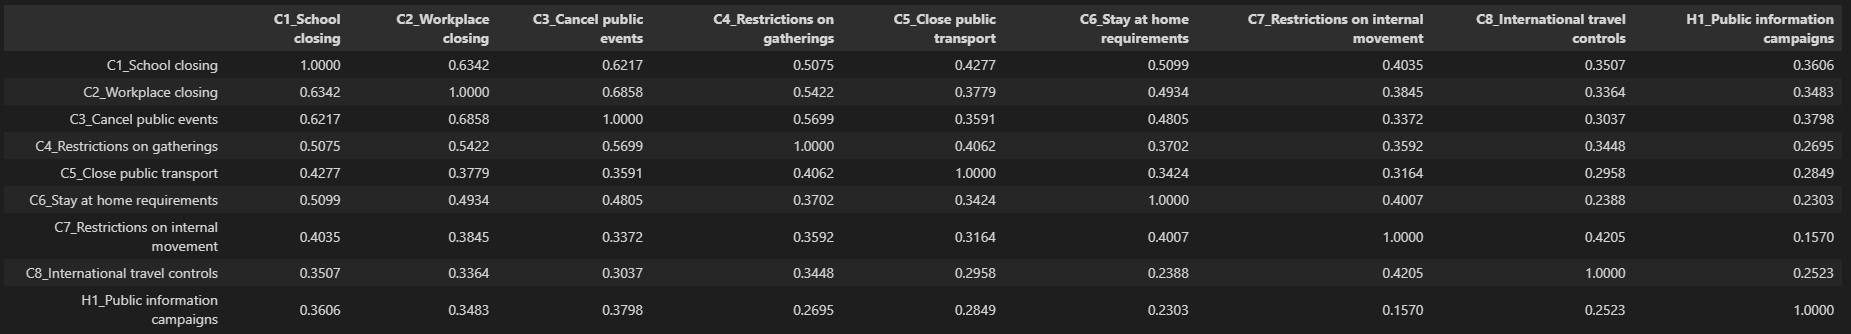 C1_School closing C2_Workplace closing C3_Cancel public events C4_Restrictions on gatherings C5_Close public transport C6_Stay at home requirements C7_Restrictions on internal movement C8_International travel controls H1_Public information campaigns
C1_School closing 1.0000 0.6342 0.6217 0.5075 0.4277 0.5099 0.4035 0.3507 0.3606
C2_Workplace closing 0.6342 1.0000 0.6858 0.5422 0.3779 0.4934 0.3845 0.3364 0.3483
C3_Cancel public events 0.6217 0.6858 1.0000 0.5699 0.3591 0.4805 0.3372 0.3037 0.3798
C4_Restrictions on gatherings 0.5075 0.5422 0.5699 1.0000 0.4062 0.3702 0.3592 0.3448 0.2695
C5_Close public transport 0.4277 0.3779 0.3591 0.4062 1.0000 0.3424 0.3164 0.2958 0.2849
C6_Stay at home requirements 0.5099 0.4934 0.4805 0.3702 0.3424 1.0000 0.4007 0.2388 0.2303
C7_Restrictions on internal movement 0.4035 0.3845 0.3372 0.3592 0.3164 0.4007 1.0000 0.4205 0.1570
C8_International travel controls 0.3507 0.3364 0.3037 0.3448 0.2958 0.2388 0.4205 1.0000 0.2523
H1_Public information campaigns 0.3606 0.3483 0.3798 0.2695 0.2849 0.2303 0.1570 0.2523 1.0000